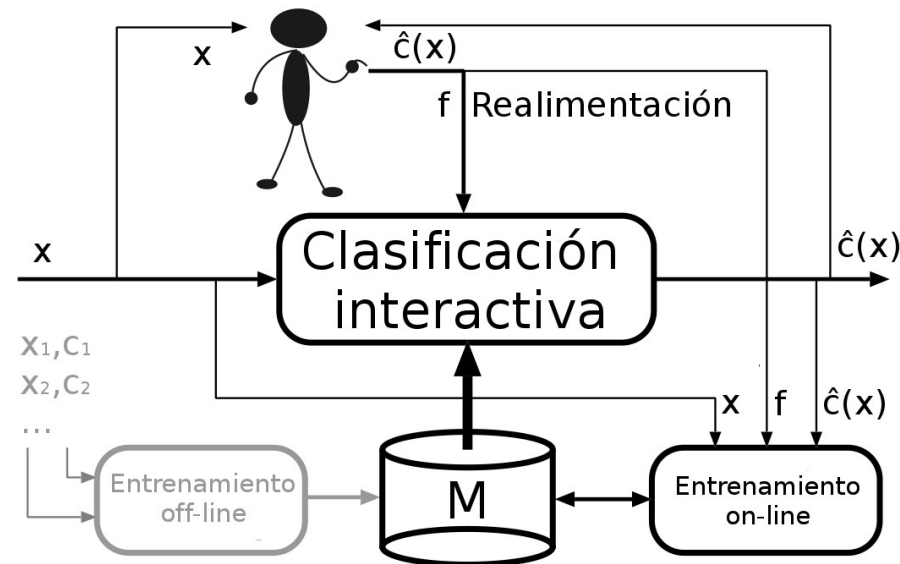 x
ĉ(x)
f Realimentación
Clasificación
interactiva
x
ĉ(x)
x₁,c₁
x₂,c₂
...
x
f
ĉ(x)
Entrenamiento
off-line
M
Entrenamiento
on-line